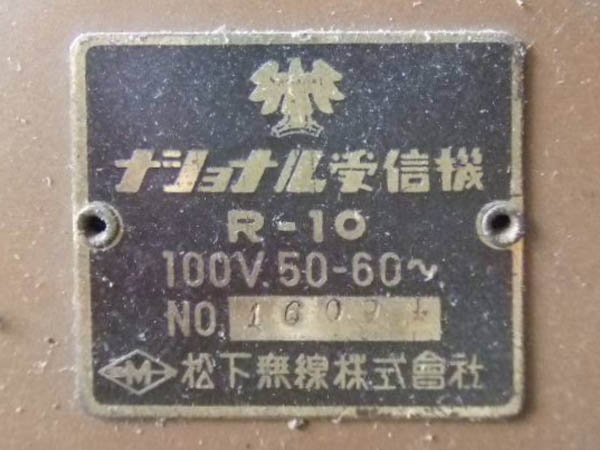 ナショナル受信機
R-10
100V. 50-60~
NO. 16091
M 松下無線株式會社